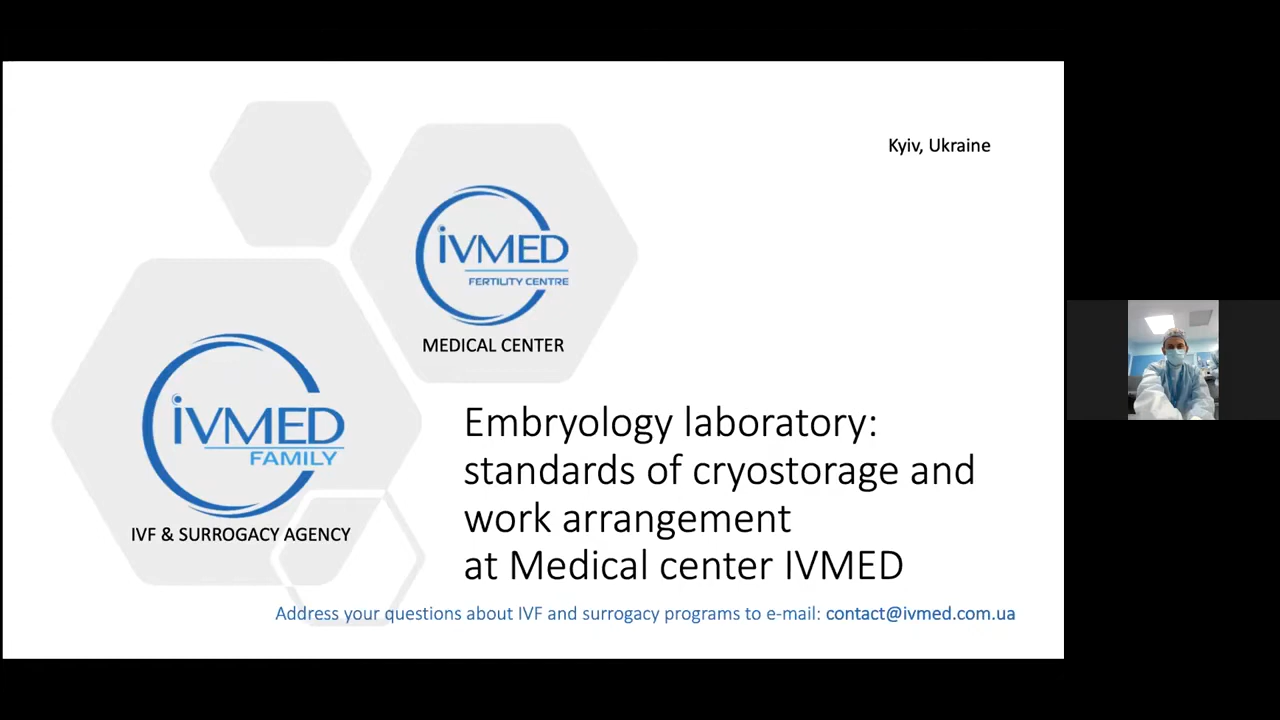 Kyiv, Ukraine
iVMED
FERTILITY CENTRE
MEDICAL CENTER
iVMED
FAMILY
IVF & SURROGACY AGENCY
Embryology laboratory:
standards of cryostorage and
work arrangement
at Medical center IVMED
Address your questions about IVF and surrogacy programs to e-mail: contact@ivmed.com.ua